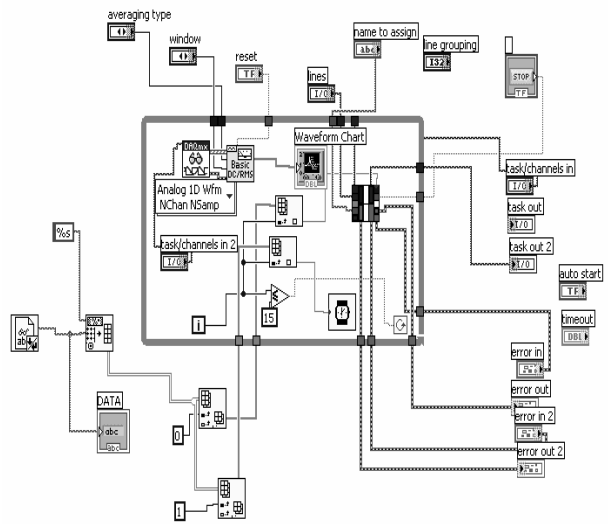 averaging type
window
reset
TF
lines
I/O
name to assign
abc
line grouping
I32
STOP
TF
Waveform Chart
DBL
DAQmx
Basic
DC/RMS
Analog 1D Wfm
NChan NSamp
task/channels in 2
I/O
task/channels in
I/O
task out
I/O
task out 2
I/O
auto start
TF
timeout
DBL
%s
i
15
DATA
abc
abc
0
1
error in
error out
error in 2
error out 2